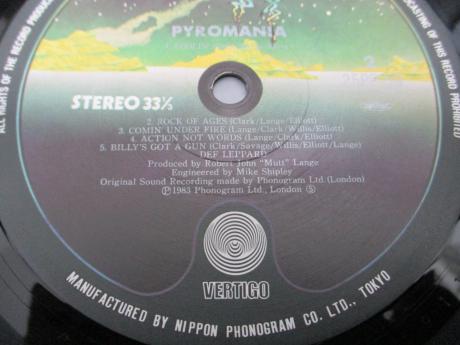 PYROMANIA
2
STEREO 33⅓
2. ROCK OF AGES (Clark/Lange/Elliott)
3. COMIN' UNDER FIRE (Lange/Clark/Willis/Elliott)
4. ACTION NOT WORDS (Lange/Clark/Elliott)
5. BILLY'S GOT A GUN (Clark/Savage/Willis/Elliott/Lange)
DEF LEPPARD
Produced by Robert John "Mutt" Lange
Engineered by Mike Shipley
Original Sound Recording made by Phonogram Ltd. (London)
Ⓟ 1983 Phonogram Ltd., London Ⓢ
VERTIGO
MANUFACTURED BY NIPPON PHONOGRAM CO. LTD., TOKYO
ALL RIGHTS OF THE RECORD
CASTING OF THIS RECORD PROHIBITED